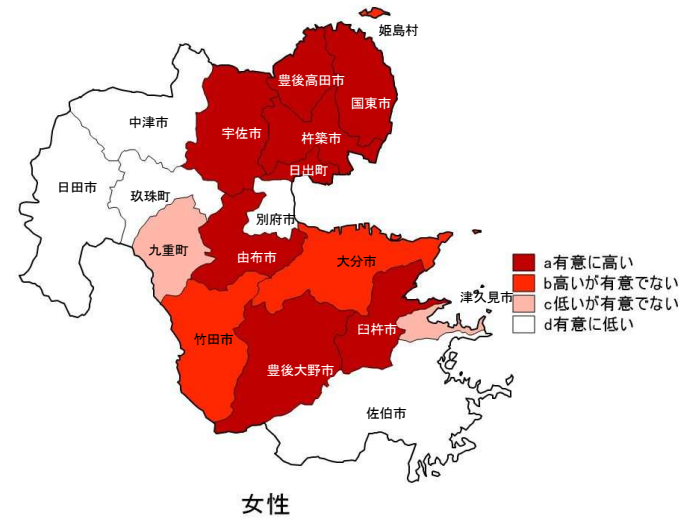 姫島村
豊後高田市
国東市
中津市
宇佐市
杵築市
日出町
日田市
玖珠町
別府市
九重町
由布市
大分市
a有意に高い
b高いが有意でない
津久見市
c低いが有意でない
d有意に低い
臼杵市
竹田市
豊後大野市
佐伯市
女性